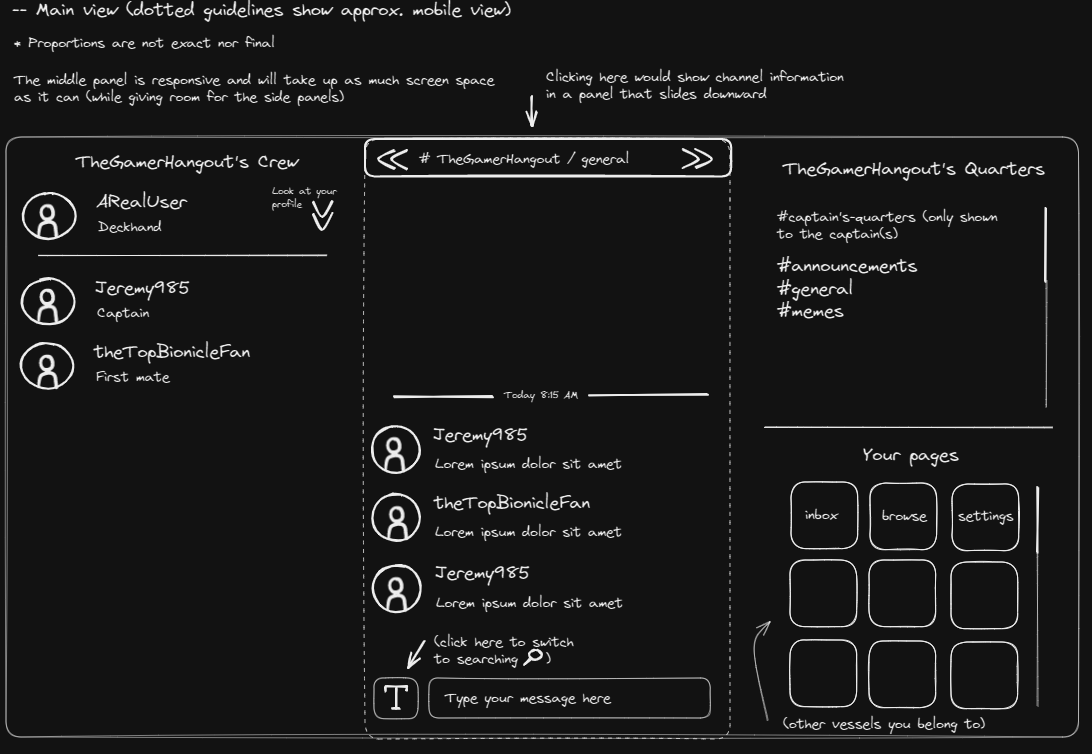 -- Main view (dotted guidelines show approx. mobile view)
* Proportions are not exact nor final
The middle panel is responsive and will take up as much screen space
as it can (while giving room for the side panels)
Clicking here would show channel information
in a panel that slides downward
TheGamerHangout's Crew
ARealUser
Deckhand
Look at your
profile
Jeremy985
Captain
theTopBionicleFan
First mate
# TheGamerHangout / general
Today 8:15 AM
Jeremy985
Lorem ipsum dolor sit amet
theTopBionicleFan
Lorem ipsum dolor sit amet
Jeremy985
Lorem ipsum dolor sit amet
(click here to switch
to searching )
T
Type your message here
TheGamerHangout's Quarters
#captain's-quarters (only shown
to the captain(s)
#announcements
#general
#memes
Your pages
inbox
browse
settings
(other vessels you belong to)